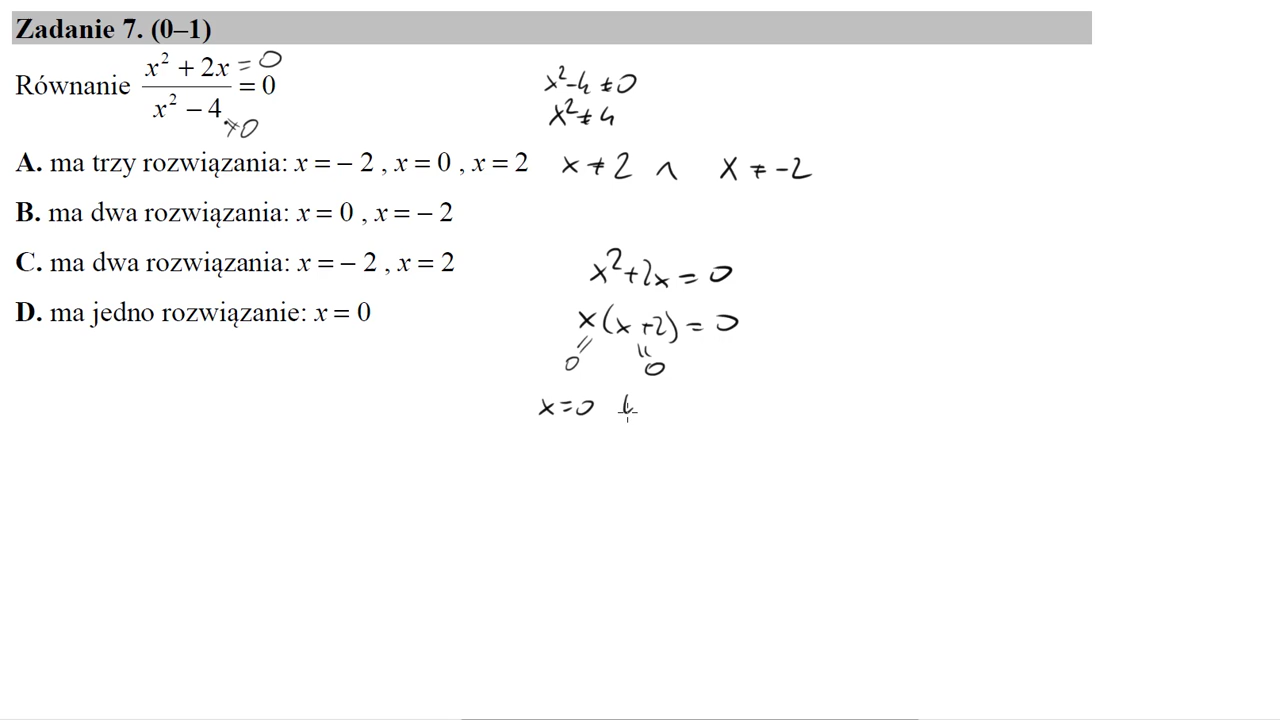 Zadanie 7. (0–1)
Równanie (x² + 2x)/(x² − 4) = 0
= 0
≠0
A. ma trzy rozwiązania: x = − 2 , x = 0 , x = 2
B. ma dwa rozwiązania: x = 0 , x = − 2
C. ma dwa rozwiązania: x = − 2 , x = 2
D. ma jedno rozwiązanie: x = 0
x²-4 ≠0
x²≠4
x ≠ 2 ∧ x ≠ -2
x²+2x = 0
x(x+2) = 0
= =
0 0
x=0